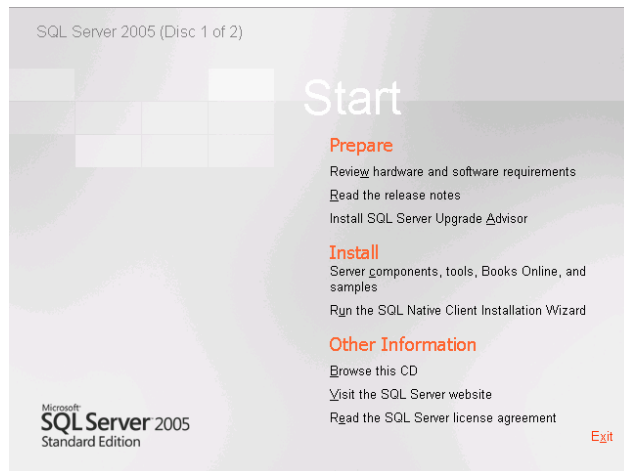 SQL Server 2005 (Disc 1 of 2)
Start
Prepare
Review hardware and software requirements
Read the release notes
Install SQL Server Upgrade Advisor
Install
Server components, tools, Books Online, and
samples
Run the SQL Native Client Installation Wizard
Other Information
Browse this CD
Visit the SQL Server website
Read the SQL Server license agreement
Microsoft
SQL Server 2005
Standard Edition
Exit